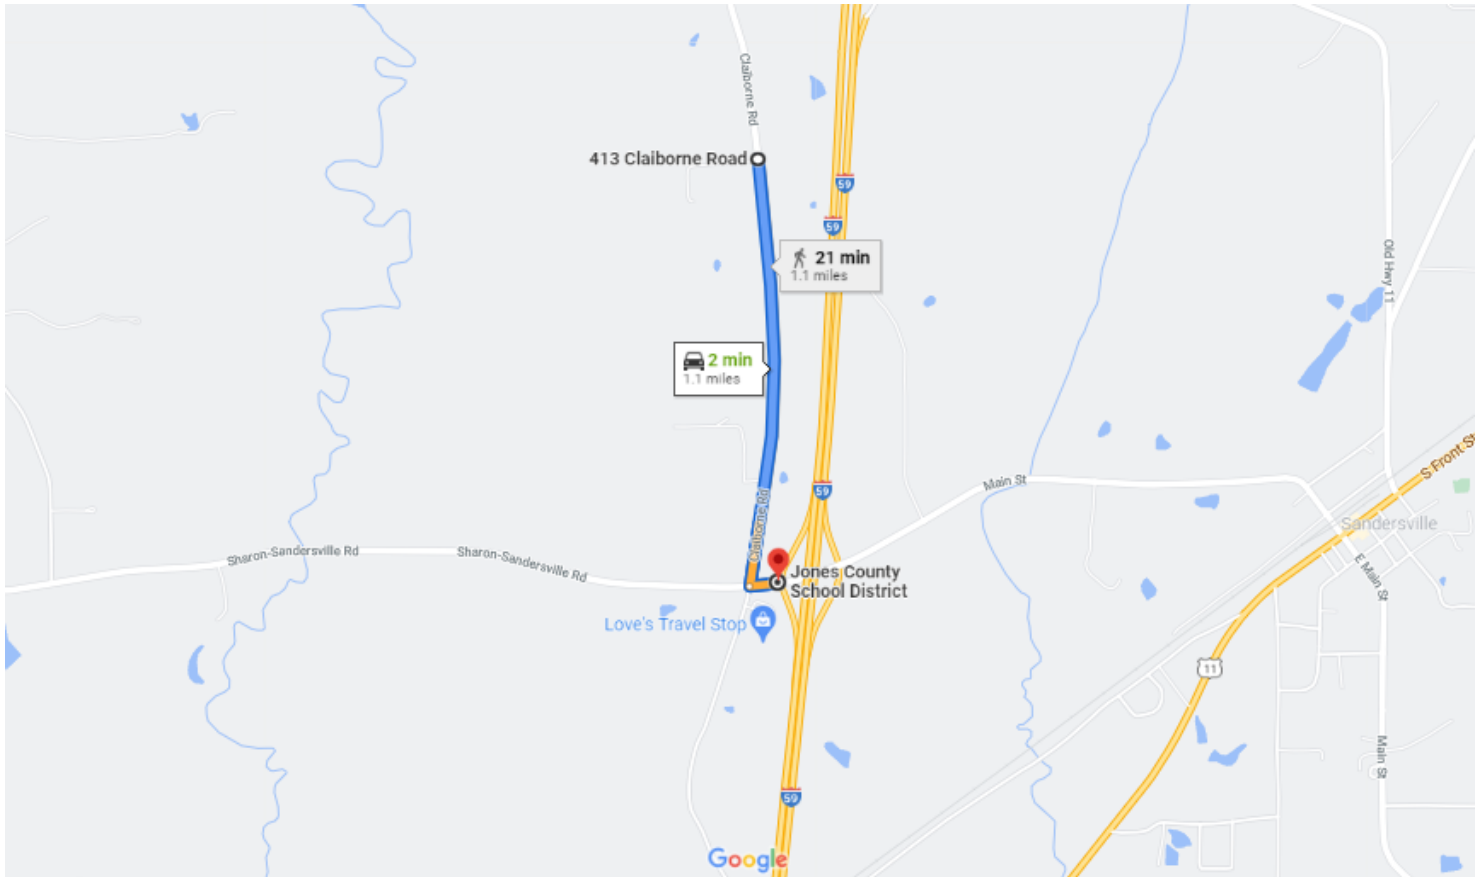 Claiborne Rd
413 Claiborne Road
59
59
21 min
1.1 miles
Old Hwy 11
2 min
1.1 miles
S Front St
Main St
59
Claiborne Rd
Sandersville
Sharon-Sandersville Rd
Sharon-Sandersville Rd
E Main St
Jones County
School District
Love's Travel Stop
11
Main St
59
Google